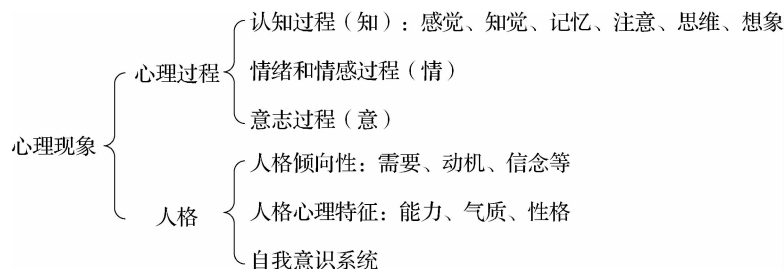 认知过程（知）：感觉、知觉、记忆、注意、思维、想象
心理过程
情绪和情感过程（情）
意志过程（意）
心理现象
人格倾向性：需要、动机、信念等
人格
人格心理特征：能力、气质、性格
自我意识系统